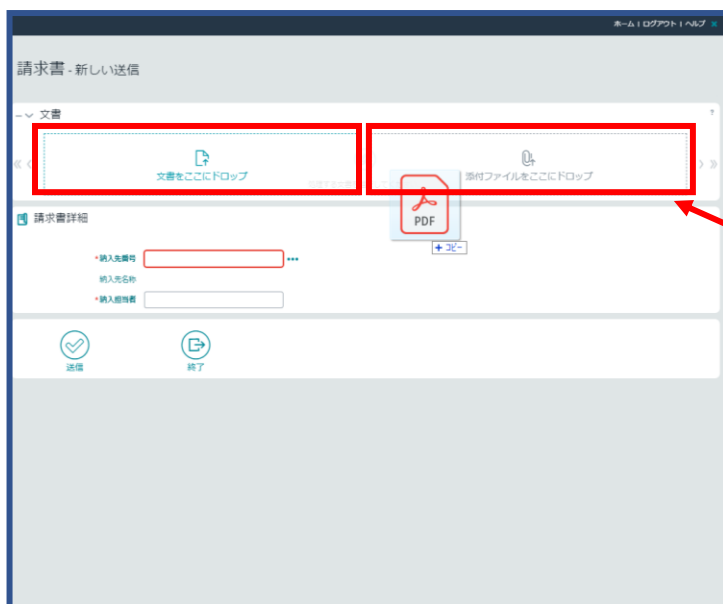 ホーム | ログアウト | ヘルプ ×
請求書 - 新しい送信
文書
?
文書をここにドロップ
添付ファイルをここにドロップ
PDF
+ コピー
請求書詳細
*納入先番号
納入先名称
*納入担当者
送信
終了